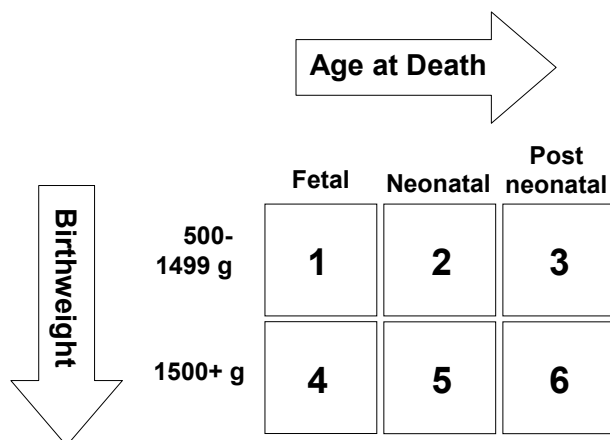 Age at Death
Post
Fetal Neonatal neonatal
Birthweight
500-
1499 g
1 2 3
1500+ g
4 5 6